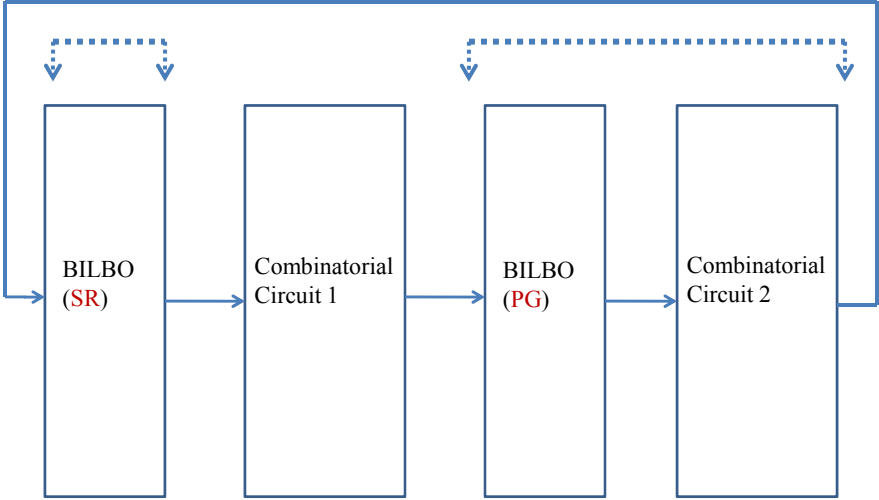 BILBO
(SR)
Combinatorial
Circuit 1
BILBO
(PG)
Combinatorial
Circuit 2